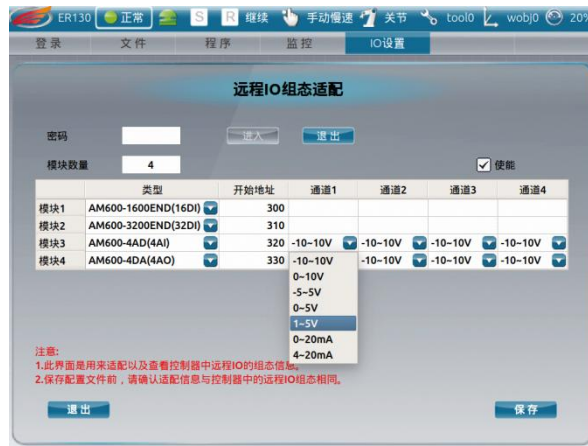 ER130 正常 S R 继续 手动慢速 关节 tool0 wobj0 20%
登录 文件 程序 监控 IO设置
远程IO组态适配
密码 进入 退出
模块数量 4 使能
类型 开始地址 通道1 通道2 通道3 通道4
模块1 AM600-1600END(16DI) 300
模块2 AM600-3200END(32DI) 310
模块3 AM600-4AD(4AI) 320 -10~10V -10~10V -10~10V -10~10V
模块4 AM600-4DA(4AO) 330 -10~10V -10~10V -10~10V -10~10V
0~10V
-5~5V
0~5V
1~5V
0~20mA
4~20mA
注意:
1.此界面是用来适配以及查看控制器中远程IO的组态信息。
2.保存配置文件前，请确认适配信息与控制器中的远程IO组态相同。
退出 保存